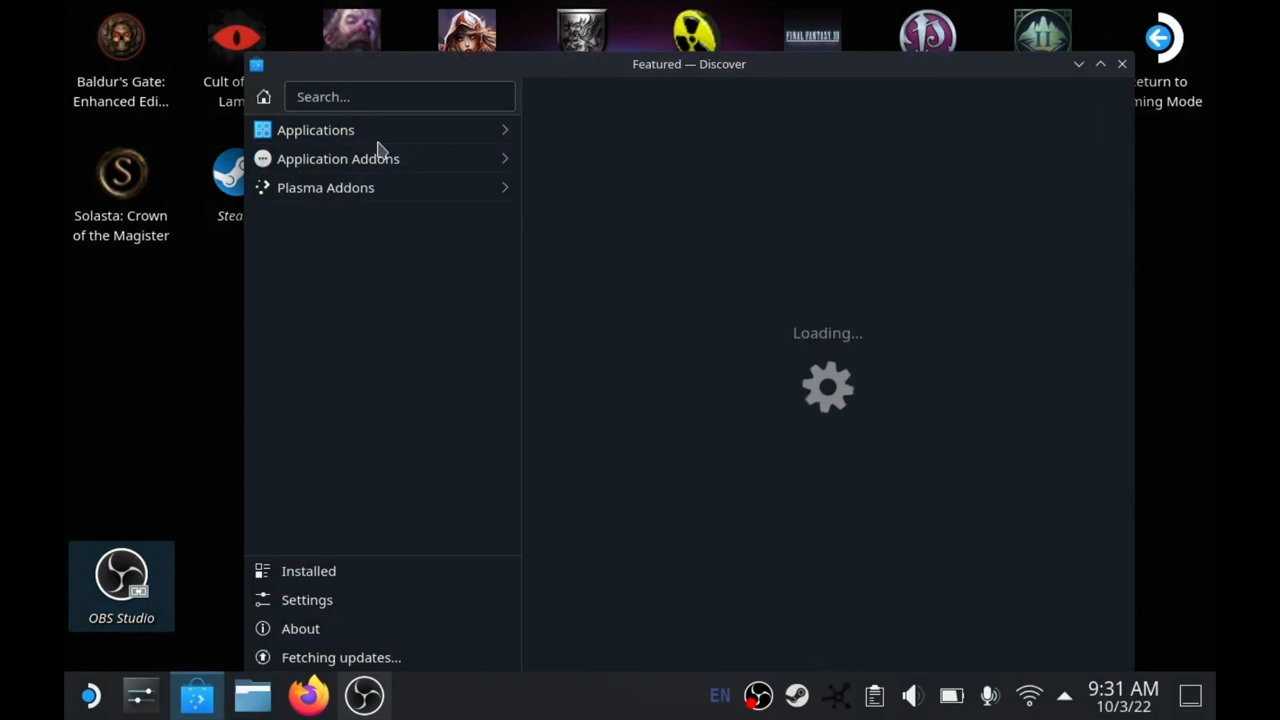 FINAL FANTASY III
Baldur's Gate:
Enhanced Edi...
Cult of
Lam
eturn to
ming Mode
Featured — Discover
Search...
Applications
Application Addons
Plasma Addons
Solasta: Crown
of the Magister
Stea
Loading...
OBS Studio
Installed
Settings
About
Fetching updates...
EN
9:31 AM
10/3/22